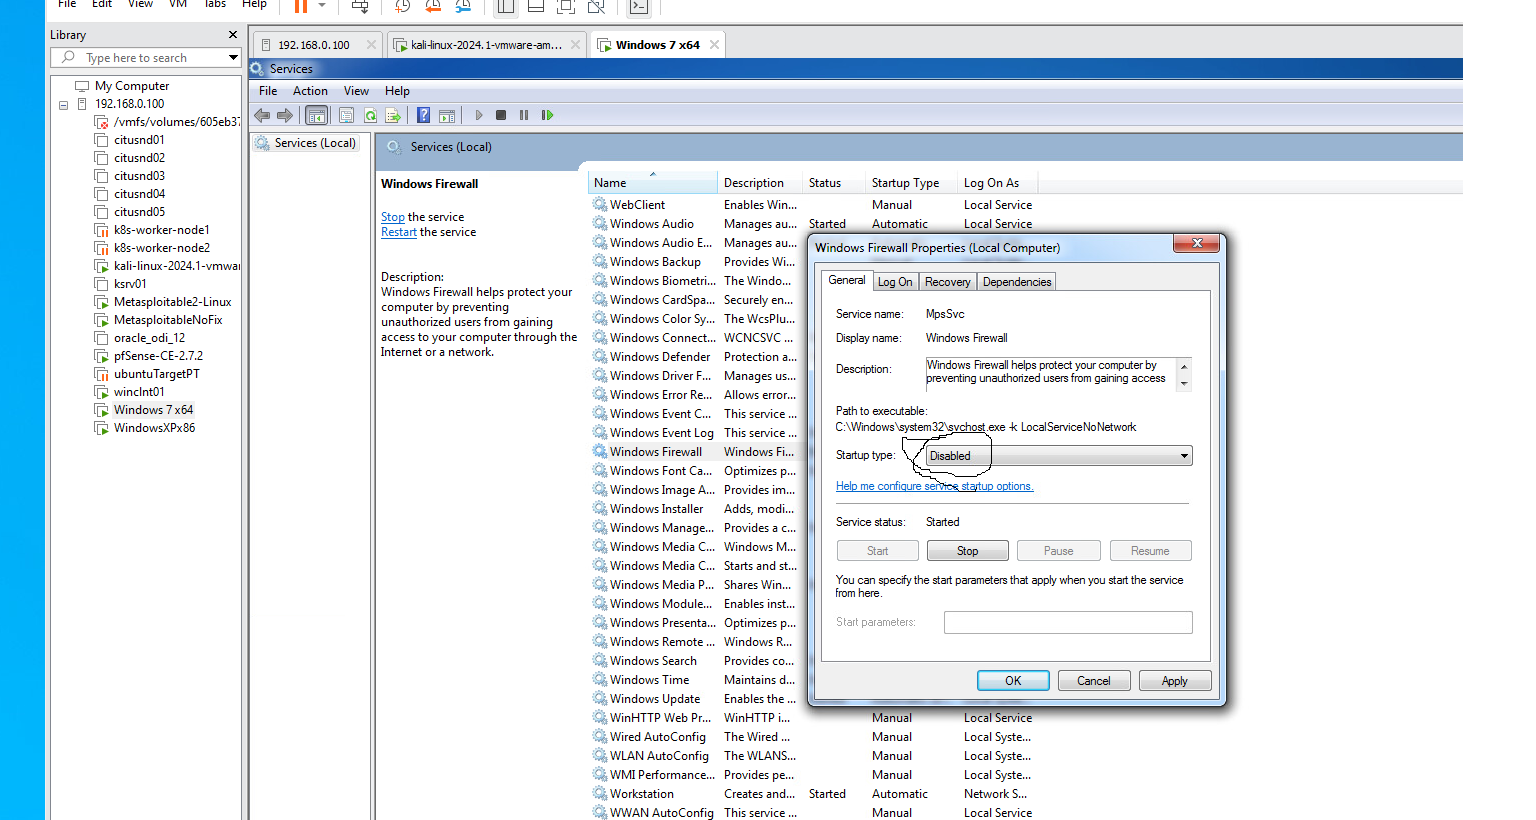 File Edit View VM Tabs Help
Library
Type here to search
My Computer
192.168.0.100
/vmfs/volumes/605eb37
citusnd01
citusnd02
citusnd03
citusnd04
citusnd05
k8s-worker-node1
k8s-worker-node2
kali-linux-2024.1-vmwar
ksrv01
Metasploitable2-Linux
MetasploitableNoFix
oracle_odi_12
pfSense-CE-2.7.2
ubuntuTargetPT
winclnt01
Windows 7 x64
WindowsXPx86
192.168.0.100 kali-linux-2024.1-vmware-am... Windows 7 x64
Services
File Action View Help
Services (Local)
Services (Local)
Windows Firewall
Stop the service
Restart the service
Description:
Windows Firewall helps protect your
computer by preventing
unauthorized users from gaining
access to your computer through the
Internet or a network.
Name Description Status Startup Type Log On As
WebClient Enables Win... Manual Local Service
Windows Audio Manages au... Started Automatic Local Service
Windows Audio E... Manages au...
Windows Backup Provides Wi...
Windows Biometri... The Windo...
Windows CardSpa... Securely en...
Windows Color Sy... The WcsPlu...
Windows Connect... WCNCSVC ...
Windows Defender Protection a...
Windows Driver F... Manages us...
Windows Error Re... Allows error...
Windows Event C... This service ...
Windows Event Log This service ...
Windows Firewall Windows Fi...
Windows Font Ca... Optimizes p...
Windows Image A... Provides im...
Windows Installer Adds, modi...
Windows Manage... Provides a c...
Windows Media C... Windows M...
Windows Media C... Starts and st...
Windows Media P... Shares Win...
Windows Module... Enables inst...
Windows Presenta... Optimizes p...
Windows Remote ... Windows R...
Windows Search Provides co...
Windows Time Maintains d...
Windows Update Enables the ...
WinHTTP Web Pr... WinHTTP i... Manual Local Service
Wired AutoConfig The Wired ... Manual Local Syste...
WLAN AutoConfig The WLANS... Manual Local Syste...
WMI Performance... Provides pe... Manual Local Syste...
Workstation Creates and... Started Automatic Network S...
WWAN AutoConfig This service ... Manual Local Service
Windows Firewall Properties (Local Computer)
General Log On Recovery Dependencies
Service name: MpsSvc
Display name: Windows Firewall
Description: Windows Firewall helps protect your computer by
preventing unauthorized users from gaining access
Path to executable:
C:\Windows\system32\svchost.exe -k LocalServiceNoNetwork
Startup type: Disabled
Help me configure service startup options.
Service status: Started
Start Stop Pause Resume
You can specify the start parameters that apply when you start the service
from here.
Start parameters:
OK Cancel Apply